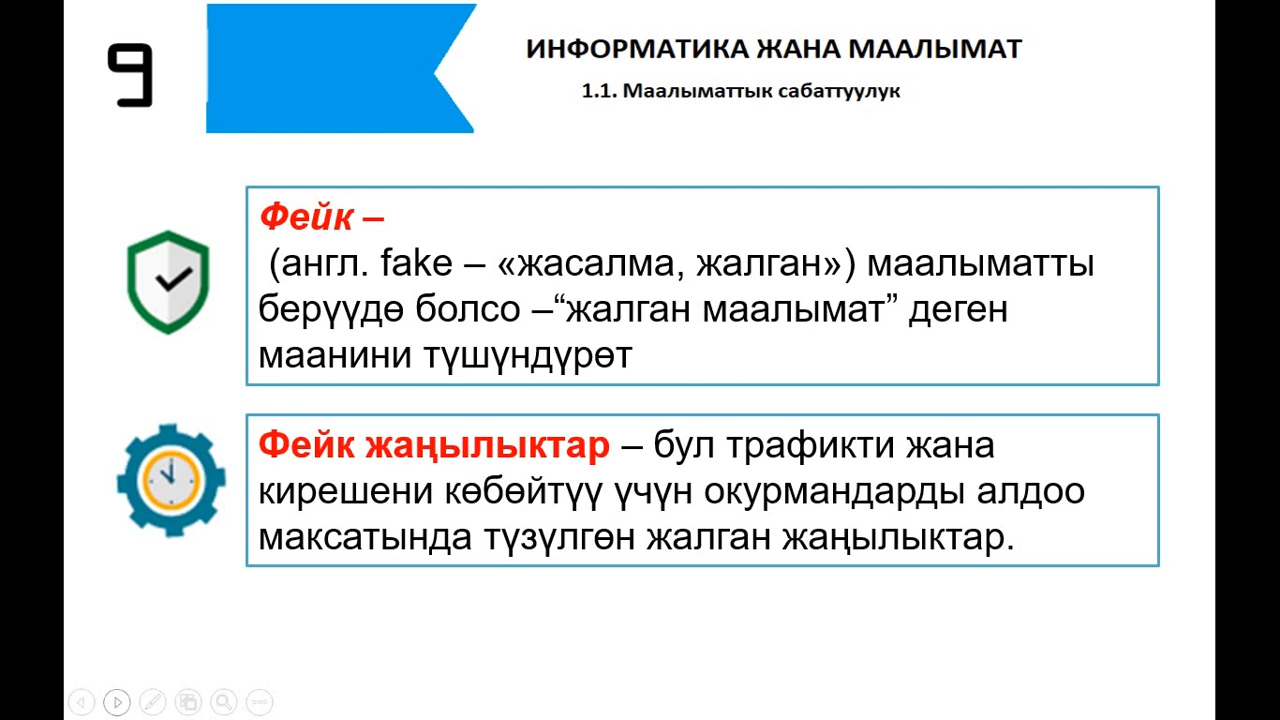 9
ИНФОРМАТИКА ЖАНА МААЛЫМАТ
1.1. Маалыматтык сабаттуулук
Фейк –
(англ. fake – «жасалма, жалган») маалыматты
берүүдө болсо –“жалган маалымат” деген
маанини түшүндүрөт
Фейк жаңылыктар – бул трафикти жана
кирешени көбөйтүү үчүн окурмандарды алдоо
максатында түзүлгөн жалган жаңылыктар.